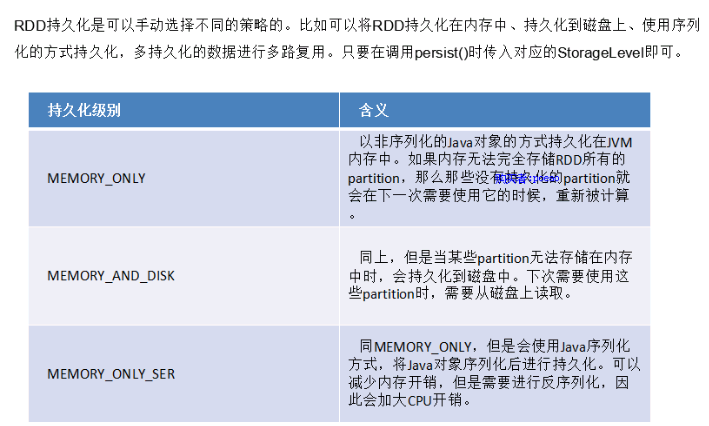 RDD持久化是可以手动选择不同的策略的。比如可以将RDD持久化在内存中、持久化到磁盘上、使用序列
化的方式持久化，多持久化的数据进行多路复用。只要在调用persist()时传入对应的StorageLevel即可。
持久化级别
含义
MEMORY_ONLY
以非序列化的Java对象的方式持久化在JVM
内存中。如果内存无法完全存储RDD所有的
partition，那么那些没有持久化的partition就
会在下一次需要使用它的时候，重新被计算
。
MEMORY_AND_DISK
同上，但是当某些partition无法存储在内存
中时，会持久化到磁盘中。下次需要使用这
些partition时，需要从磁盘上读取。
MEMORY_ONLY_SER
同MEMORY_ONLY，但是会使用Java序列化
方式，将Java对象序列化后进行持久化。可以
减少内存开销，但是需要进行反序列化，因
此会加大CPU开销。